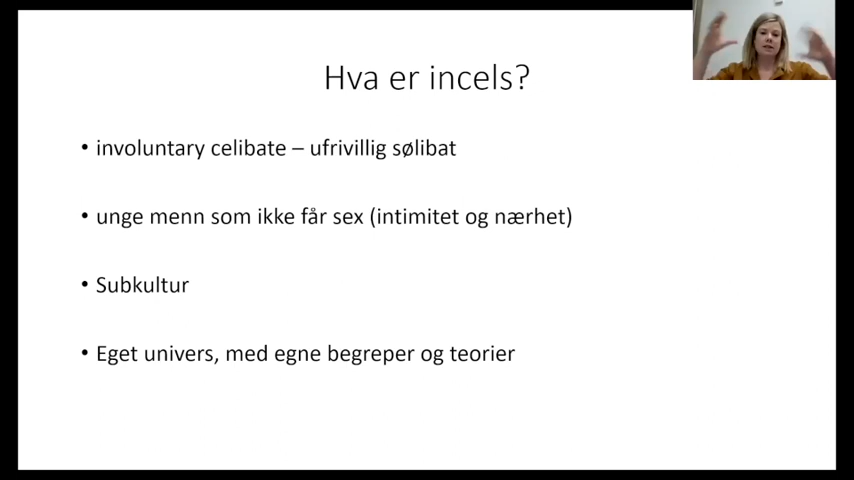 Hva er incels?
• involuntary celibate – ufrivillig sølibat
• unge menn som ikke får sex (intimitet og nærhet)
• Subkultur
• Eget univers, med egne begreper og teorier